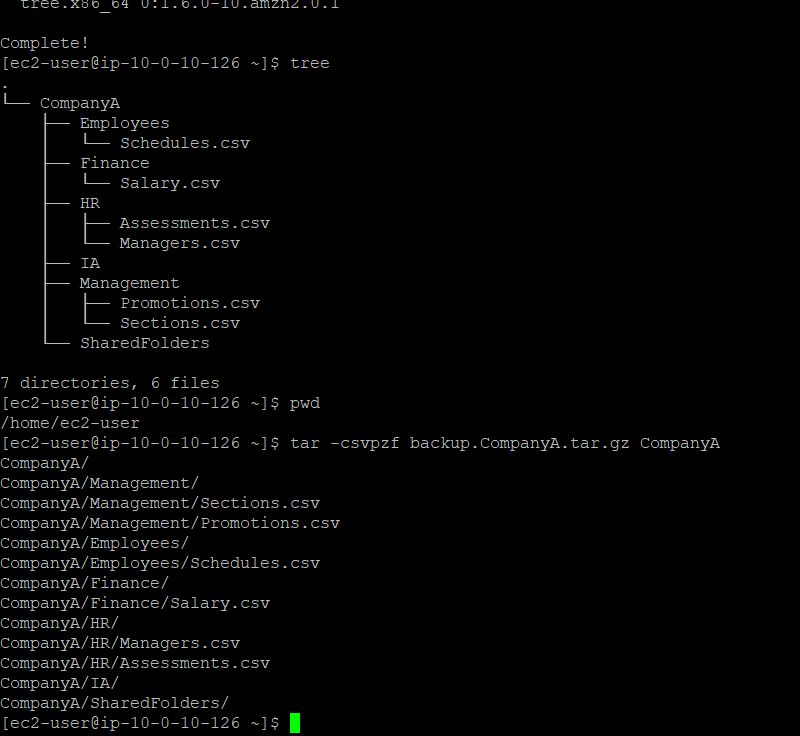 tree.x86_64 0:1.6.0-10.amzn2.0.1
Complete!
[ec2-user@ip-10-0-10-126 ~]$ tree
.
└── CompanyA
    ├── Employees
    │   └── Schedules.csv
    ├── Finance
    │   └── Salary.csv
    ├── HR
    │   ├── Assessments.csv
    │   └── Managers.csv
    ├── IA
    ├── Management
    │   ├── Promotions.csv
    │   └── Sections.csv
    └── SharedFolders
7 directories, 6 files
[ec2-user@ip-10-0-10-126 ~]$ pwd
/home/ec2-user
[ec2-user@ip-10-0-10-126 ~]$ tar -csvpzf backup.CompanyA.tar.gz CompanyA
CompanyA/
CompanyA/Management/
CompanyA/Management/Sections.csv
CompanyA/Management/Promotions.csv
CompanyA/Employees/
CompanyA/Employees/Schedules.csv
CompanyA/Finance/
CompanyA/Finance/Salary.csv
CompanyA/HR/
CompanyA/HR/Managers.csv
CompanyA/HR/Assessments.csv
CompanyA/IA/
CompanyA/SharedFolders/
[ec2-user@ip-10-0-10-126 ~]$